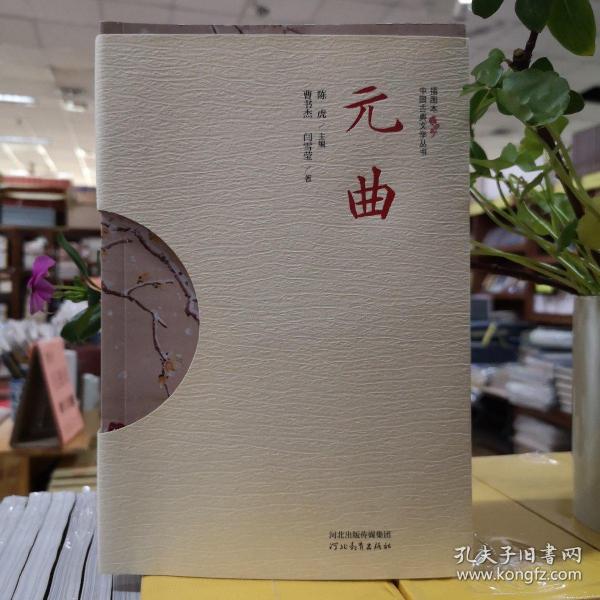 插图本
中国古典文学丛书
元曲
陈虎／主编
曹书杰 闫雪莹／著
河北出版传媒集团
河北教育出版社
孔夫子旧书网
www.kongfz.com